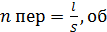 n пер = l/S, об